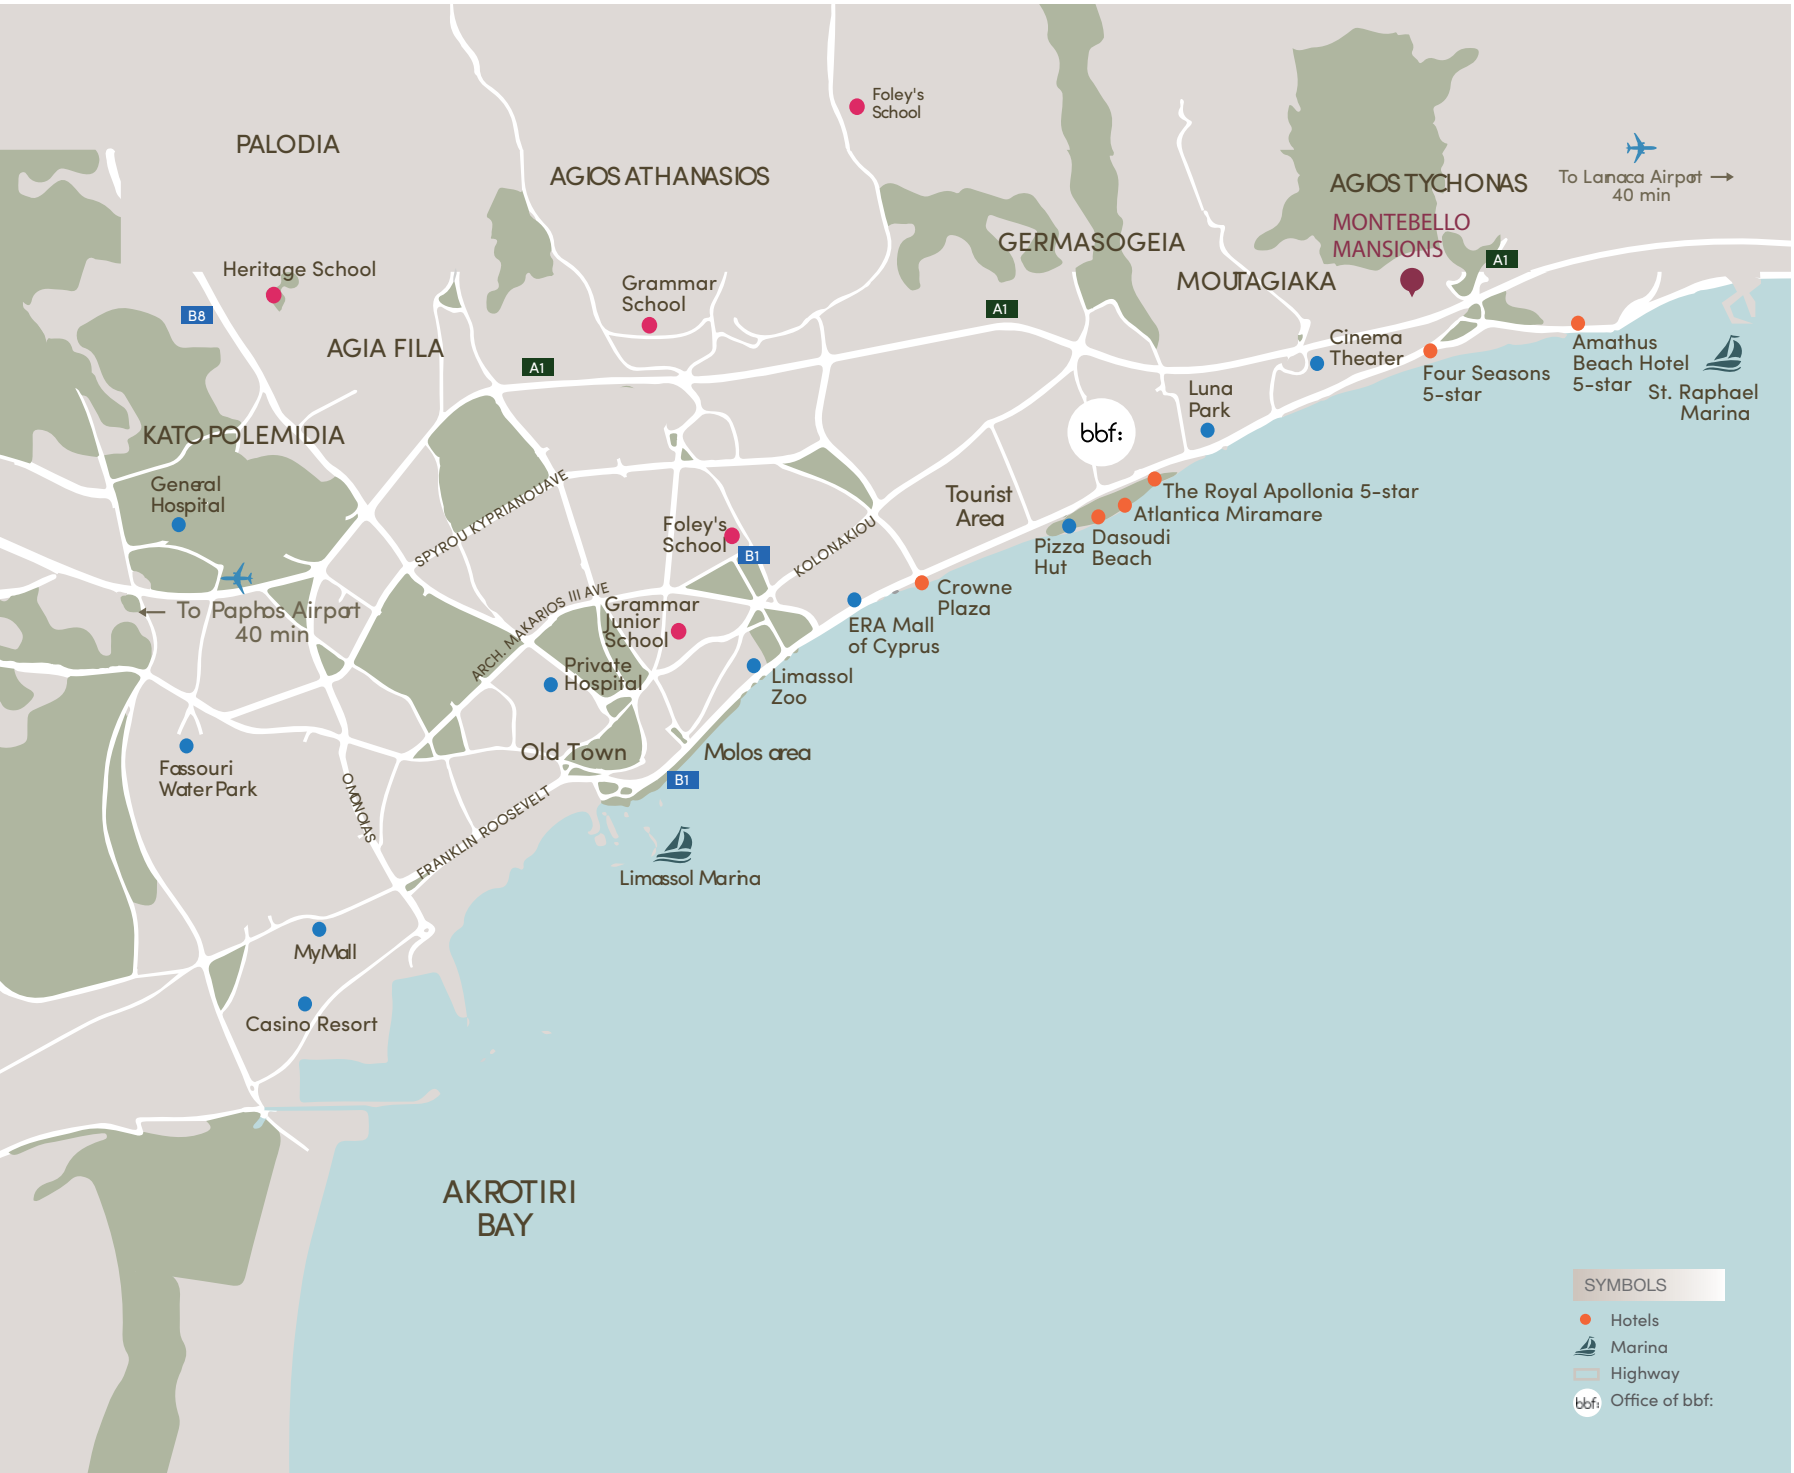 Foley's
School
PALODIA
AGIOS ATHANASIOS
AGIOS TYCHONAS
To Larnaca Airport
40 min
MONTEBELLO
MANSIONS
GERMASOGEIA
A1
Heritage School
MOUTAGIAKA
Grammar
School
B8
A1
AGIA FILA
A1
Cinema
Theater
Amathus
Beach Hotel
5-star
Four Seasons
5-star
St. Raphael
Marina
Luna
Park
KATO POLEMIDIA
bbf:
General
Hospital
SPYROU KYPRIANOU AVE
Tourist
Area
The Royal Apollonia 5-star
Atlantica Miramare
Foley's
School
B1
KOLONAKIOU
Pizza
Hut
Dasoudi
Beach
To Paphos Airport
40 min
ARCH. MAKARIOS III AVE
Grammar
Junior
School
Crowne
Plaza
ERA Mall
of Cyprus
Private
Hospital
Limassol
Zoo
Old Town
Molos area
Fassouri
Water Park
B1
OMONOIAS
FRANKLIN ROOSEVELT
Limassol Marina
My Mall
Casino Resort
AKROTIRI
BAY
SYMBOLS
Hotels
Marina
Highway
bbf:
Office of bbf: